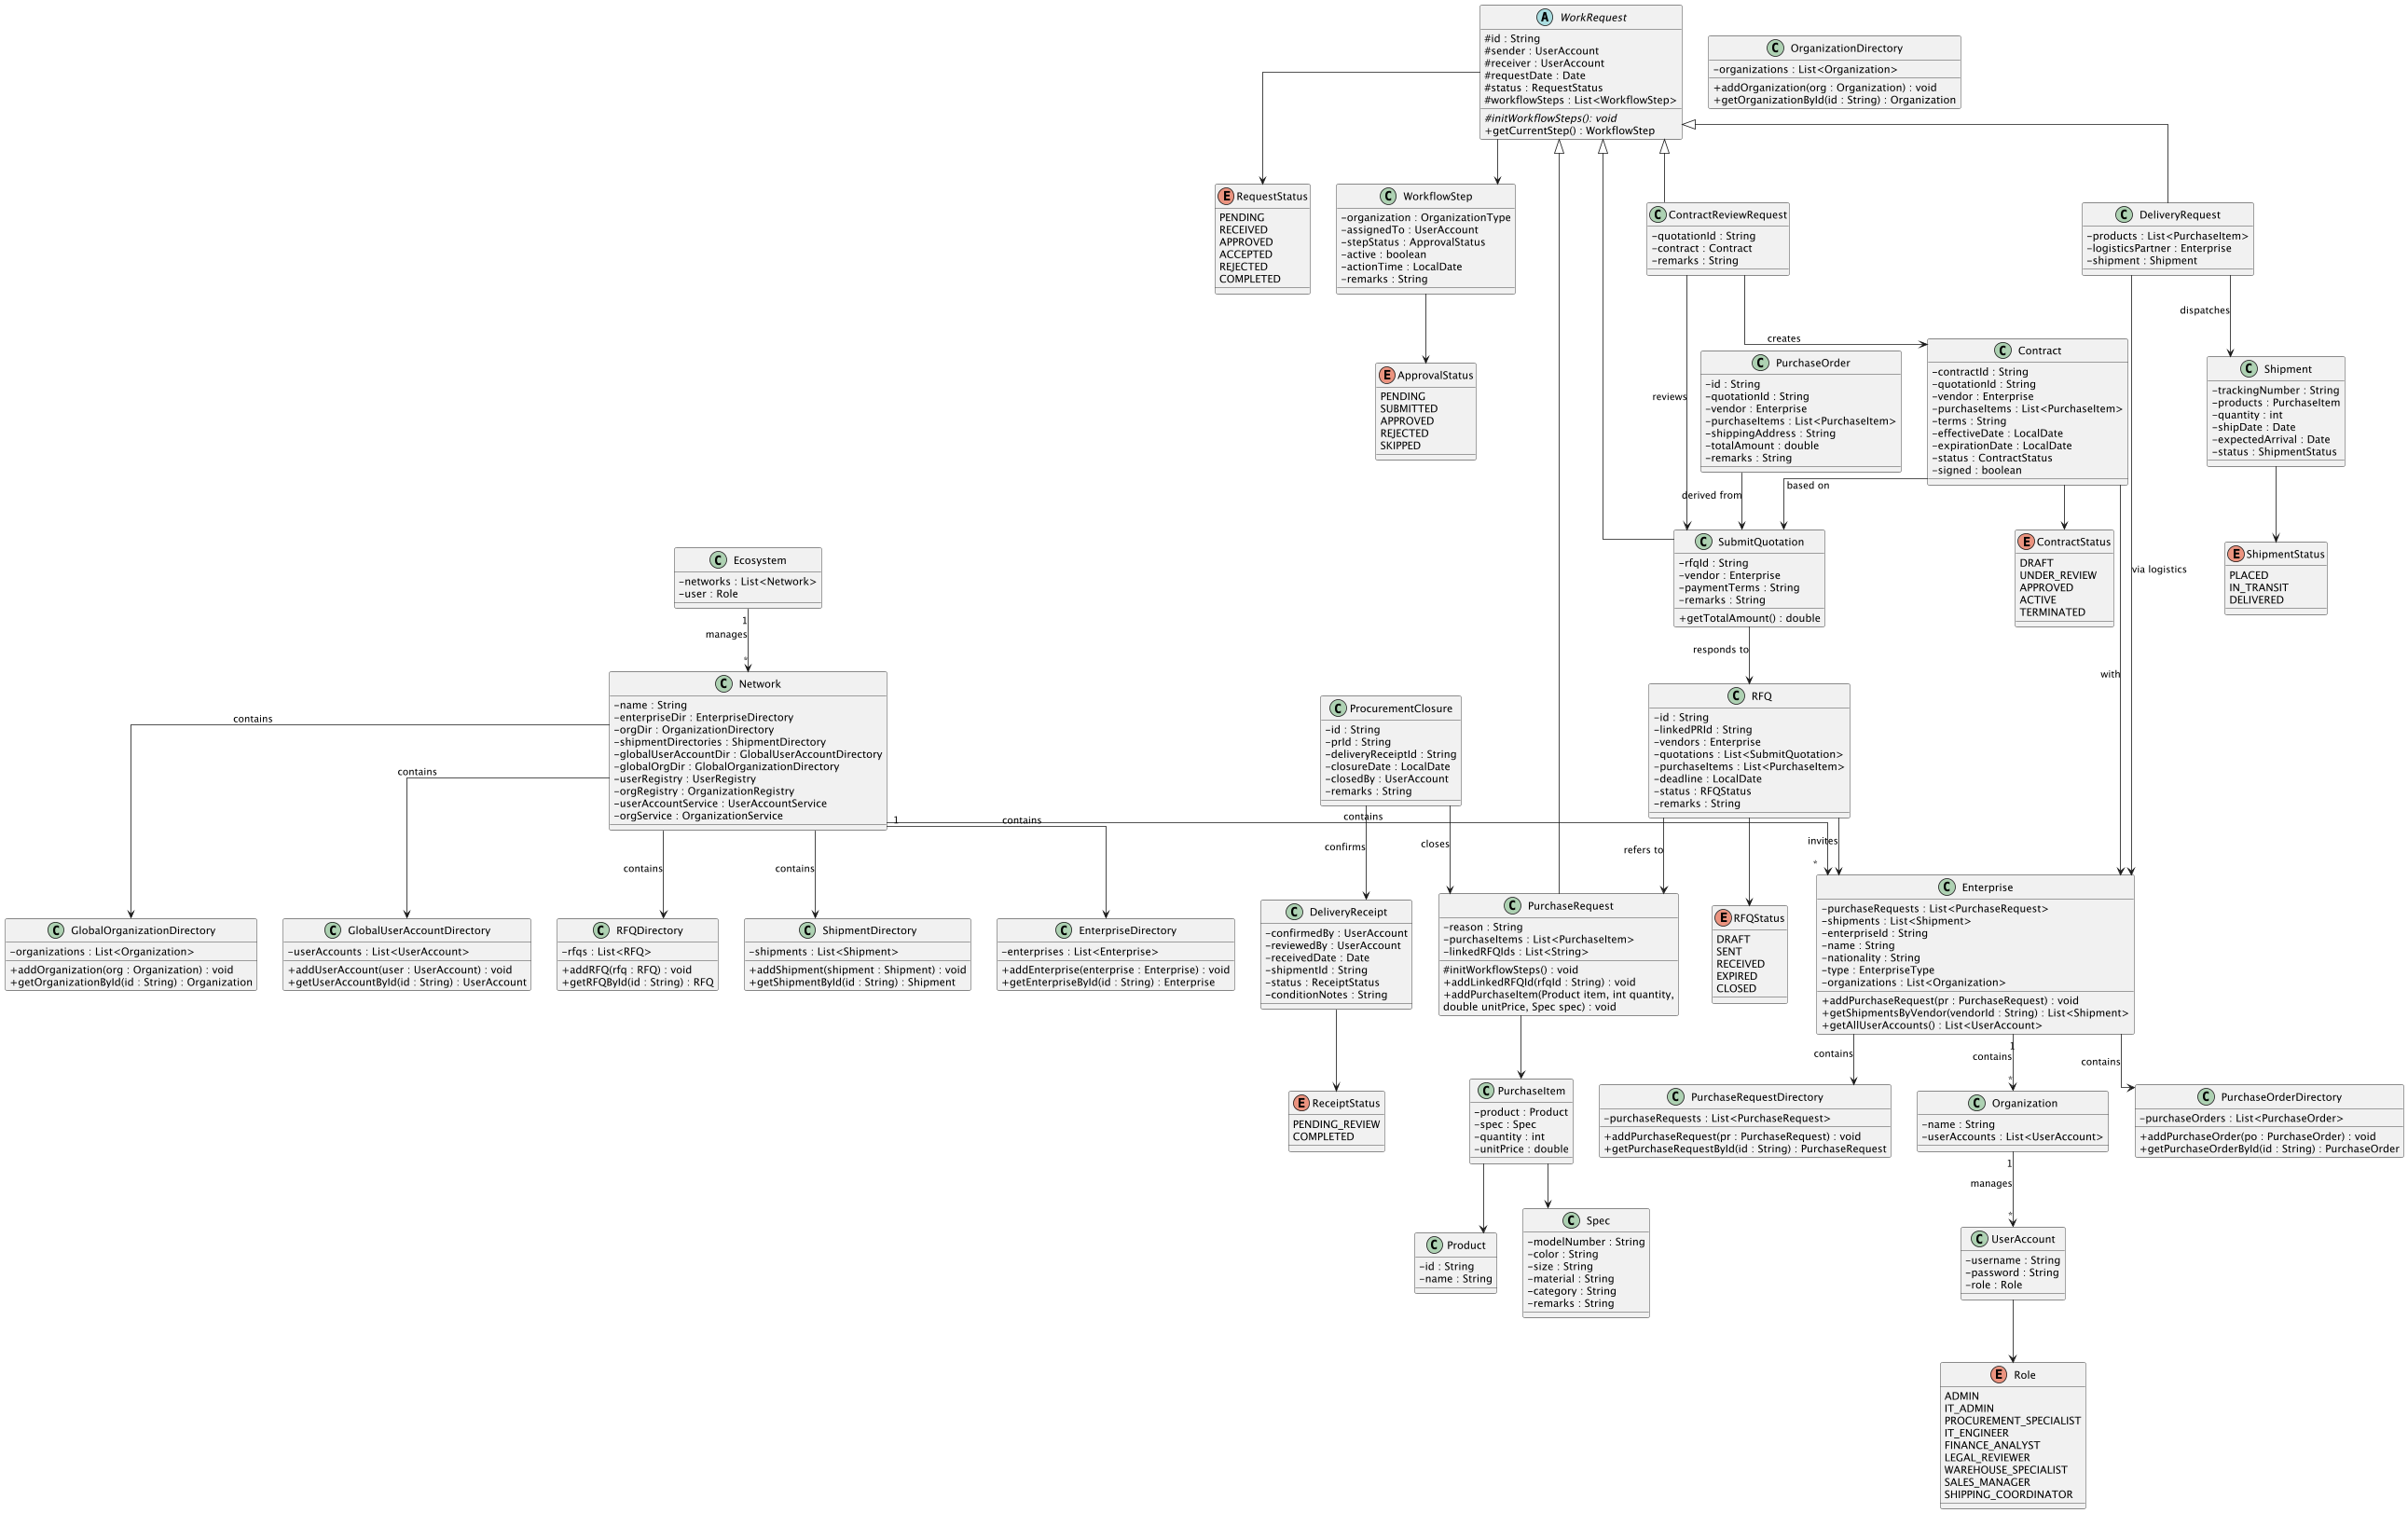 A WorkRequest
#id : String
#sender : UserAccount
#receiver : UserAccount
#requestDate : Date
#status : RequestStatus
#workflowSteps : List<WorkflowStep>
#initWorkflowSteps(): void
+getCurrentStep() : WorkflowStep
C OrganizationDirectory
-organizations : List<Organization>
+addOrganization(org : Organization) : void
+getOrganizationById(id : String) : Organization
E RequestStatus
PENDING
RECEIVED
APPROVED
ACCEPTED
REJECTED
COMPLETED
C WorkflowStep
-organization : OrganizationType
-assignedTo : UserAccount
-stepStatus : ApprovalStatus
-active : boolean
-actionTime : LocalDate
-remarks : String
C ContractReviewRequest
-quotationId : String
-contract : Contract
-remarks : String
C DeliveryRequest
-products : List<PurchaseItem>
-logisticsPartner : Enterprise
-shipment : Shipment
dispatches
creates
reviews
E ApprovalStatus
PENDING
SUBMITTED
APPROVED
REJECTED
SKIPPED
C PurchaseOrder
-id : String
-quotationId : String
-vendor : Enterprise
-purchaseItems : List<PurchaseItem>
-shippingAddress : String
-totalAmount : double
-remarks : String
C Contract
-contractId : String
-quotationId : String
-vendor : Enterprise
-purchaseItems : List<PurchaseItem>
-terms : String
-effectiveDate : LocalDate
-expirationDate : LocalDate
-status : ContractStatus
-signed : boolean
C Shipment
-trackingNumber : String
-products : PurchaseItem
-quantity : int
-shipDate : Date
-expectedArrival : Date
-status : ShipmentStatus
derived from
based on
C Ecosystem
-networks : List<Network>
-user : Role
C SubmitQuotation
-rfqId : String
-vendor : Enterprise
-paymentTerms : String
-remarks : String
+getTotalAmount() : double
E ContractStatus
DRAFT
UNDER_REVIEW
APPROVED
ACTIVE
TERMINATED
via logistics
E ShipmentStatus
PLACED
IN_TRANSIT
DELIVERED
1
manages
*
responds to
with
C Network
-name : String
-enterpriseDir : EnterpriseDirectory
-orgDir : OrganizationDirectory
-shipmentDirectories : ShipmentDirectory
-globalUserAccountDir : GlobalUserAccountDirectory
-globalOrgDir : GlobalOrganizationDirectory
-userRegistry : UserRegistry
-orgRegistry : OrganizationRegistry
-userAccountService : UserAccountService
-orgService : OrganizationService
C ProcurementClosure
-id : String
-prId : String
-deliveryReceiptId : String
-closureDate : LocalDate
-closedBy : UserAccount
-remarks : String
C RFQ
-id : String
-linkedPRId : String
-vendors : Enterprise
-quotations : List<SubmitQuotation>
-purchaseItems : List<PurchaseItem>
-deadline : LocalDate
-status : RFQStatus
-remarks : String
contains
contains
contains
contains
1
contains
contains
*
confirms
closes
refers to
invites
C GlobalOrganizationDirectory
-organizations : List<Organization>
+addOrganization(org : Organization) : void
+getOrganizationById(id : String) : Organization
C GlobalUserAccountDirectory
-userAccounts : List<UserAccount>
+addUserAccount(user : UserAccount) : void
+getUserAccountById(id : String) : UserAccount
C RFQDirectory
-rfqs : List<RFQ>
+addRFQ(rfq : RFQ) : void
+getRFQById(id : String) : RFQ
C ShipmentDirectory
-shipments : List<Shipment>
+addShipment(shipment : Shipment) : void
+getShipmentById(id : String) : Shipment
C EnterpriseDirectory
-enterprises : List<Enterprise>
+addEnterprise(enterprise : Enterprise) : void
+getEnterpriseById(id : String) : Enterprise
C DeliveryReceipt
-confirmedBy : UserAccount
-reviewedBy : UserAccount
-receivedDate : Date
-shipmentId : String
-status : ReceiptStatus
-conditionNotes : String
C PurchaseRequest
-reason : String
-purchaseItems : List<PurchaseItem>
-linkedRFQIds : List<String>
#initWorkflowSteps() : void
+addLinkedRFQId(rfqId : String) : void
+addPurchaseItem(Product item, int quantity,
double unitPrice, Spec spec) : void
E RFQStatus
DRAFT
SENT
RECEIVED
EXPIRED
CLOSED
C Enterprise
-purchaseRequests : List<PurchaseRequest>
-shipments : List<Shipment>
-enterpriseId : String
-name : String
-nationality : String
-type : EnterpriseType
-organizations : List<Organization>
+addPurchaseRequest(pr : PurchaseRequest) : void
+getShipmentsByVendor(vendorId : String) : List<Shipment>
+getAllUserAccounts() : List<UserAccount>
contains
1
contains
*
contains
E ReceiptStatus
PENDING_REVIEW
COMPLETED
C PurchaseItem
-product : Product
-spec : Spec
-quantity : int
-unitPrice : double
C PurchaseRequestDirectory
-purchaseRequests : List<PurchaseRequest>
+addPurchaseRequest(pr : PurchaseRequest) : void
+getPurchaseRequestById(id : String) : PurchaseRequest
C Organization
-name : String
-userAccounts : List<UserAccount>
C PurchaseOrderDirectory
-purchaseOrders : List<PurchaseOrder>
+addPurchaseOrder(po : PurchaseOrder) : void
+getPurchaseOrderById(id : String) : PurchaseOrder
1
manages
*
C Product
-id : String
-name : String
C Spec
-modelNumber : String
-color : String
-size : String
-material : String
-category : String
-remarks : String
C UserAccount
-username : String
-password : String
-role : Role
E Role
ADMIN
IT_ADMIN
PROCUREMENT_SPECIALIST
IT_ENGINEER
FINANCE_ANALYST
LEGAL_REVIEWER
WAREHOUSE_SPECIALIST
SALES_MANAGER
SHIPPING_COORDINATOR